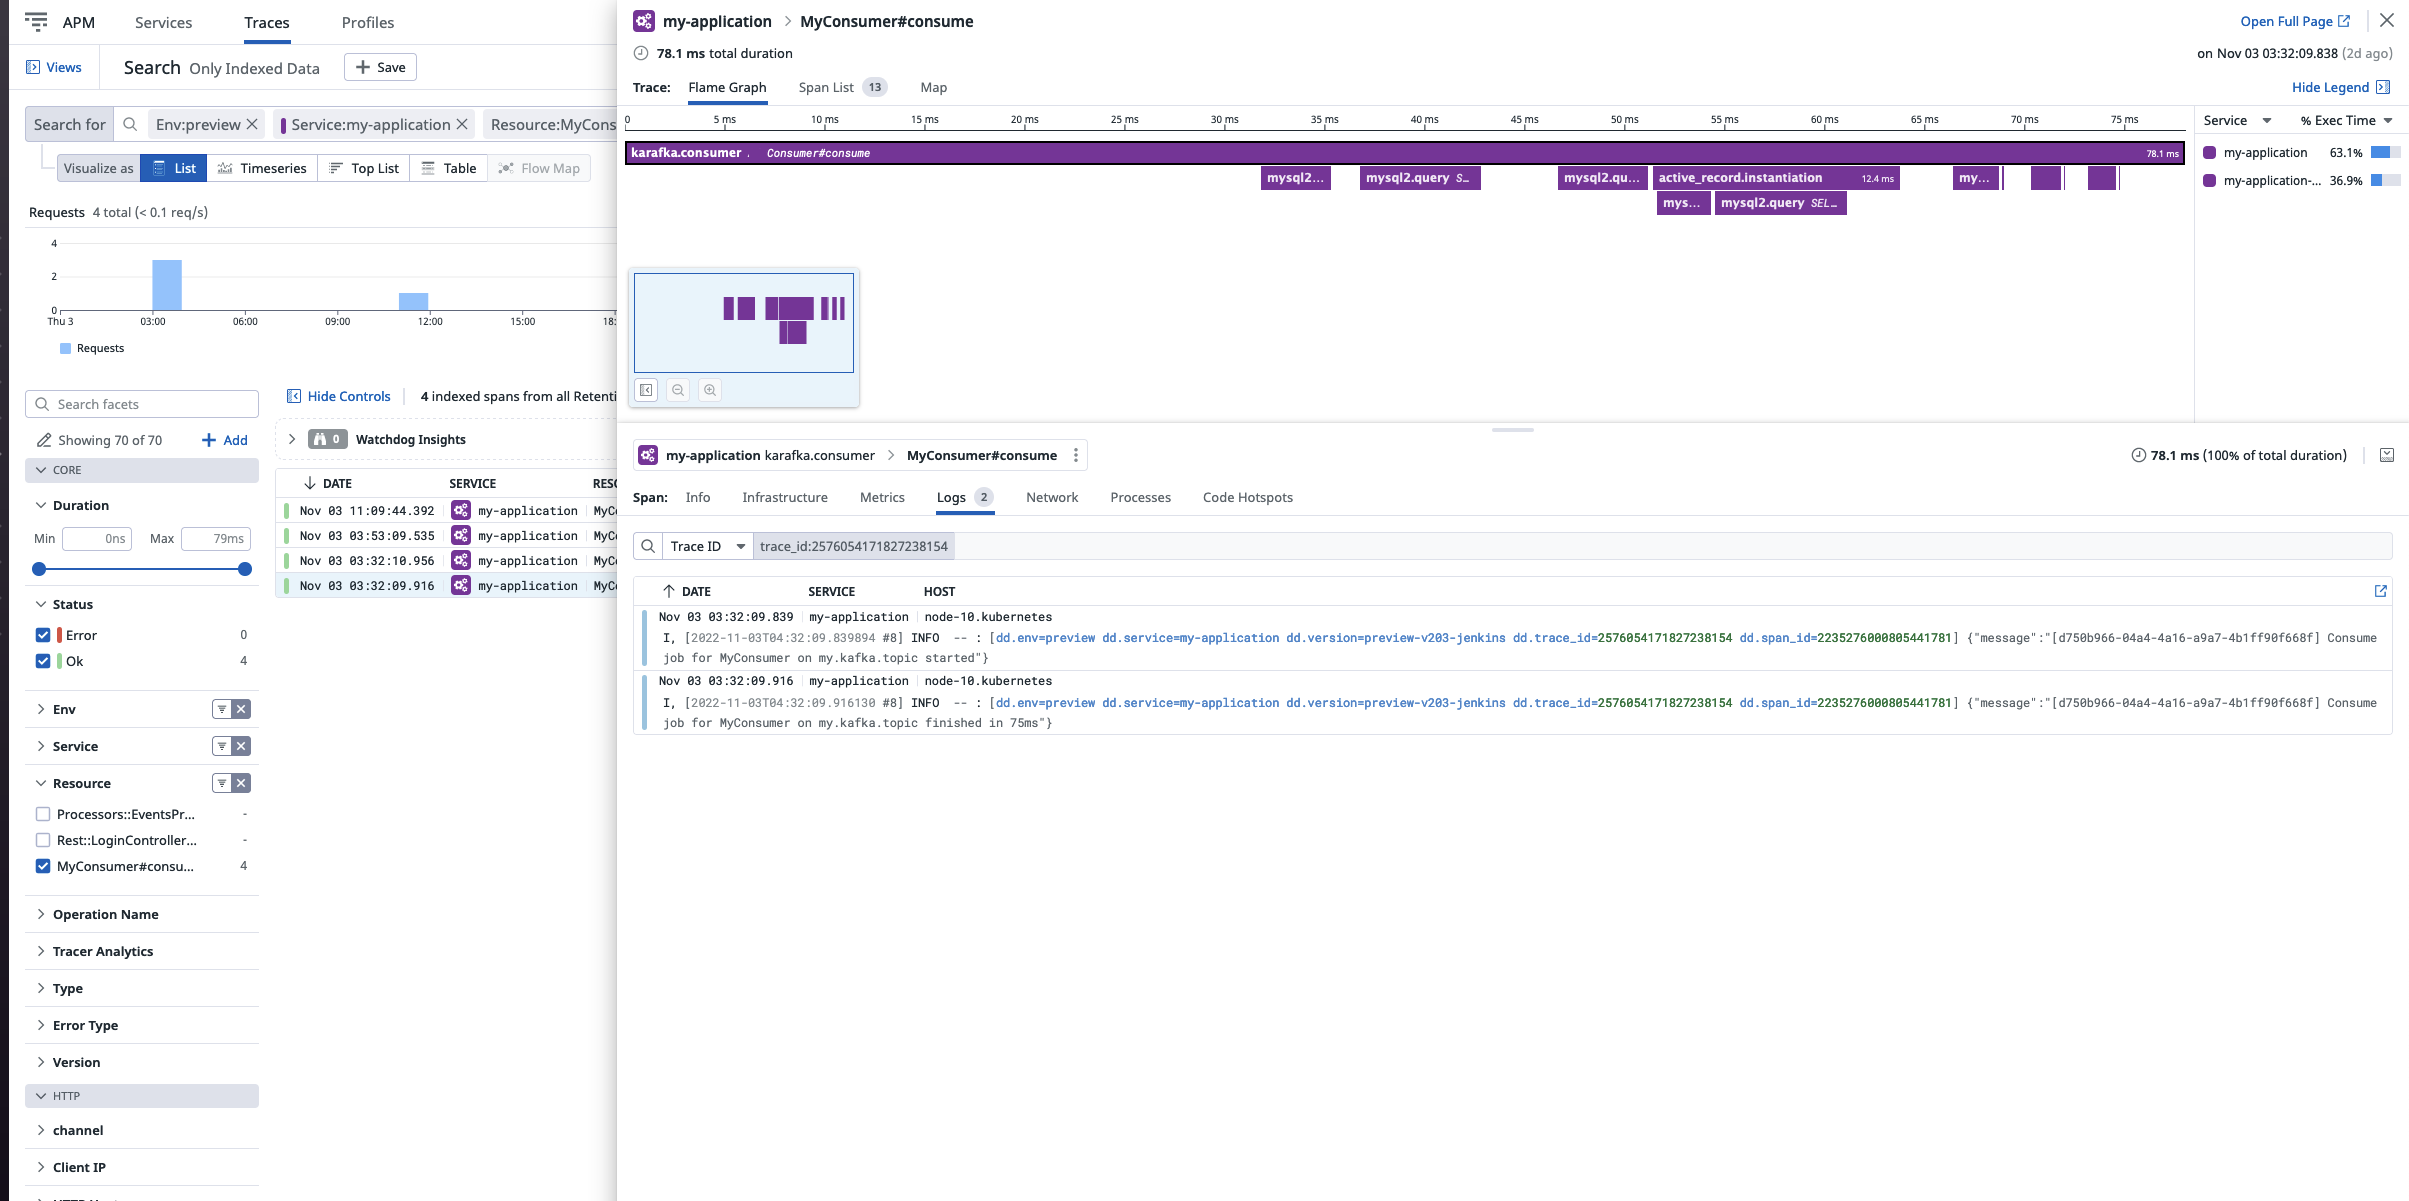 APM Services Traces Profiles
Views Search Only Indexed Data + Save
Search for Env:preview Service:my-application Resource:MyCons
Visualize as List Timeseries Top List Table Flow Map
Requests 4 total (< 0.1 req/s)
4
2
0
Thu 3 03:00 06:00 09:00 12:00 15:00 18:
Requests
Search facets
Showing 70 of 70 + Add
CORE
Duration
Min 0ns Max 79ms
Status
Error 0
Ok 4
Env
Service
Resource
Processors::EventsPr... -
Rest::LoginController... -
MyConsumer#consu... 4
Operation Name
Tracer Analytics
Type
Error Type
Version
HTTP
channel
Client IP
Hide Controls 4 indexed spans from all Retenti
0 Watchdog Insights
DATE SERVICE RESO
Nov 03 11:09:44.392 my-application MyCo
Nov 03 03:53:09.535 my-application MyCo
Nov 03 03:32:10.956 my-application MyCo
Nov 03 03:32:09.916 my-application MyCo
my-application > MyConsumer#consume
Open Full Page
78.1 ms total duration
on Nov 03 03:32:09.838 (2d ago)
Trace: Flame Graph Span List 13 Map
Hide Legend
0 5 ms 10 ms 15 ms 20 ms 25 ms 30 ms 35 ms 40 ms 45 ms 50 ms 55 ms 60 ms 65 ms 70 ms 75 ms
Service % Exec Time
my-application 63.1%
my-application-... 36.9%
karafka.consumer . Consumer#consume 78.1 ms
mysql2... mysql2.query S... mysql2.qu... active_record.instantiation 12.4 ms my...
mys... mysql2.query SEL...
my-application karafka.consumer > MyConsumer#consume
78.1 ms (100% of total duration)
Span: Info Infrastructure Metrics Logs 2 Network Processes Code Hotspots
Trace ID trace_id:2576054171827238154
DATE SERVICE HOST
Nov 03 03:32:09.839 my-application node-10.kubernetes
I, [2022-11-03T04:32:09.839894 #8] INFO -- : [dd.env=preview dd.service=my-application dd.version=preview-v203-jenkins dd.trace_id=2576054171827238154 dd.span_id=2235276000805441781] {"message":"[d750b966-04a4-4a16-a9a7-4b1ff90f668f] Consume
job for MyConsumer on my.kafka.topic started"}
Nov 03 03:32:09.916 my-application node-10.kubernetes
I, [2022-11-03T04:32:09.916130 #8] INFO -- : [dd.env=preview dd.service=my-application dd.version=preview-v203-jenkins dd.trace_id=2576054171827238154 dd.span_id=2235276000805441781] {"message":"[d750b966-04a4-4a16-a9a7-4b1ff90f668f] Consume
job for MyConsumer on my.kafka.topic finished in 75ms"}